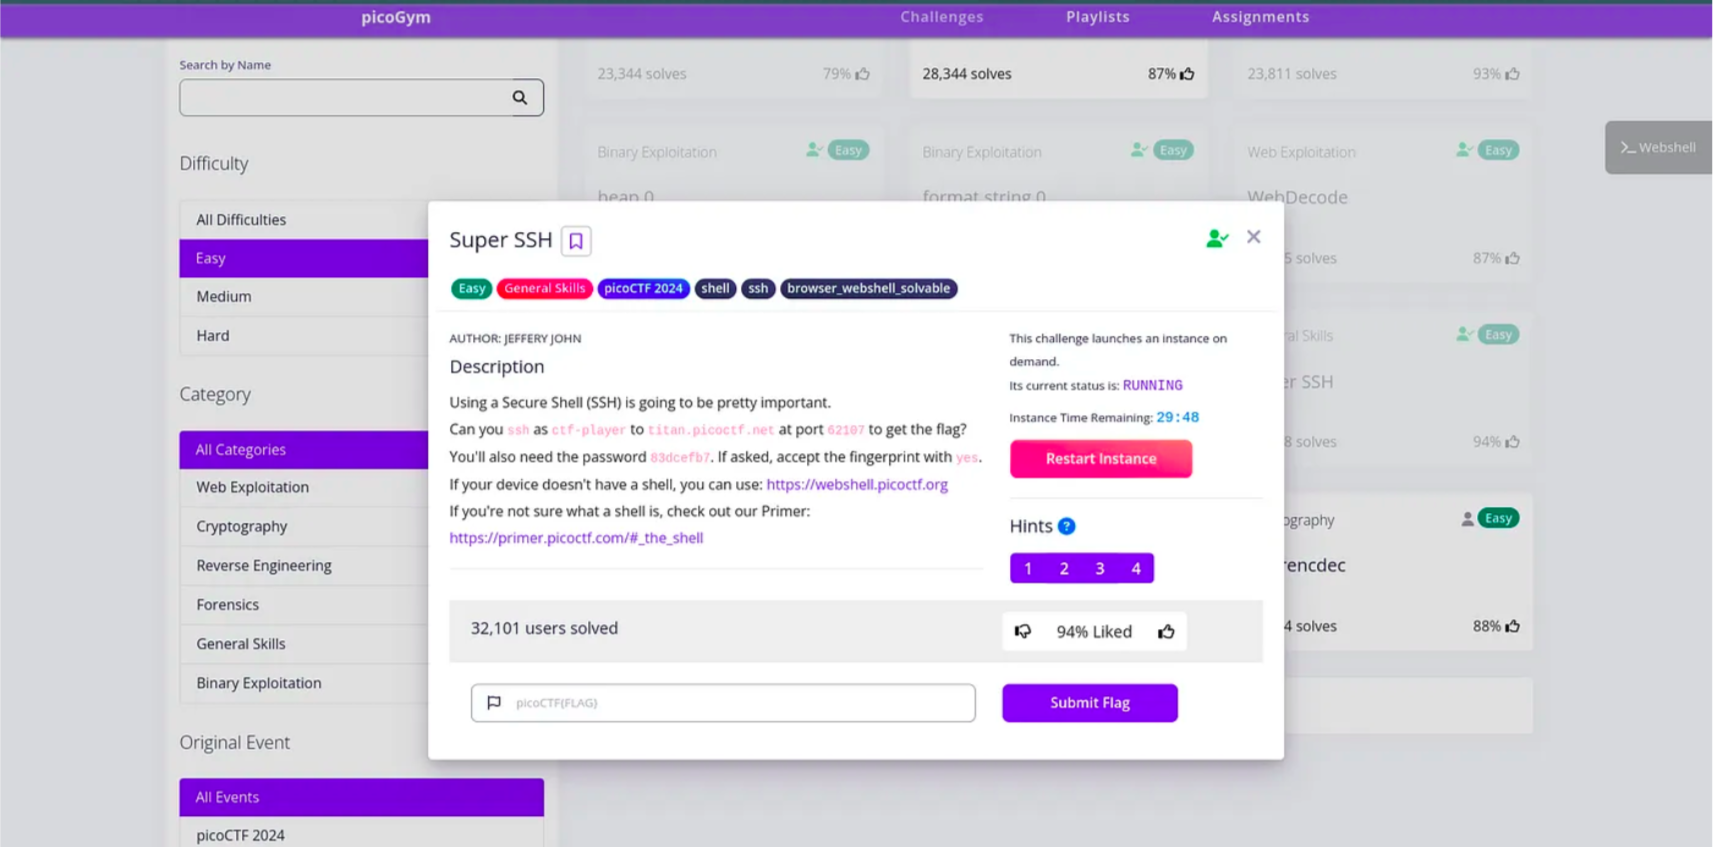 picoGym
Challenges
Playlists
Assignments
Search by Name
23,344 solves
79%
28,344 solves
87%
23,811 solves
93%
Difficulty
All Difficulties
Easy
Medium
Hard
Binary Exploitation
Easy
Binary Exploitation
Easy
Web Exploitation
Easy
heap 0
format string 0
WebDecode
>_ Webshell
Super SSH
Easy
General Skills
picoCTF 2024
shell
ssh
browser_webshell_solvable
AUTHOR: JEFFERY JOHN
Description
Using a Secure Shell (SSH) is going to be pretty important.
Can you ssh as ctf-player to titan.picoctf.net at port 62107 to get the flag?
You'll also need the password 83dcefb7. If asked, accept the fingerprint with yes.
If your device doesn't have a shell, you can use: https://webshell.picoctf.org
If you're not sure what a shell is, check out our Primer:
https://primer.picoctf.com/#_the_shell
This challenge launches an instance on
demand.
Its current status is: RUNNING
Instance Time Remaining: 29:48
Restart Instance
Hints ?
1 2 3 4
32,101 users solved
94% Liked
picoCTF{FLAG}
Submit Flag
5 solves
87%
al Skills
Easy
er SSH
8 solves
94%
ography
Easy
rencdec
4 solves
88%
Category
All Categories
Web Exploitation
Cryptography
Reverse Engineering
Forensics
General Skills
Binary Exploitation
Original Event
All Events
picoCTF 2024